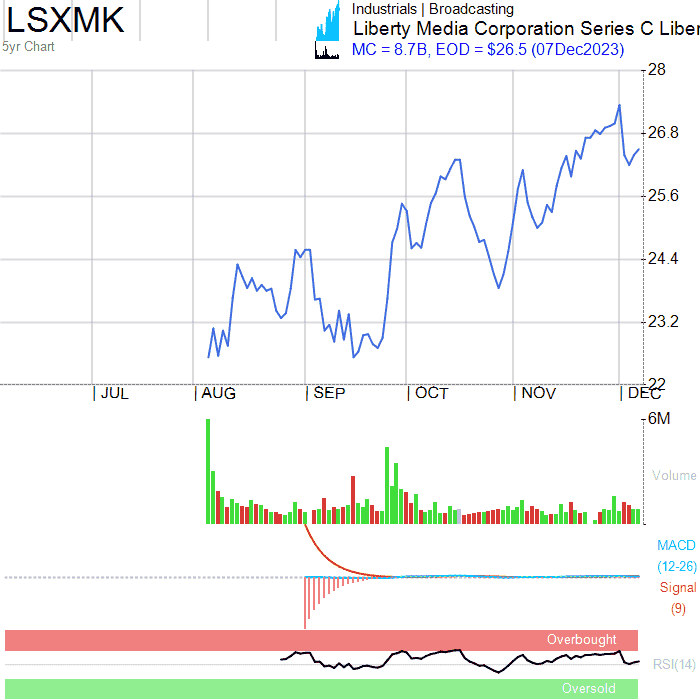 LSXMK
5yr Chart
Industrials | Broadcasting
Liberty Media Corporation Series C Liber
MC = 8.7B, EOD = $26.5 (07Dec2023)
28
26.8
25.6
24.4
23.2
22
| JUL | AUG | SEP | OCT | NOV | DEC
6M
Volume
MACD
(12-26)
Signal
(9)
Overbought
RSI(14)
Oversold